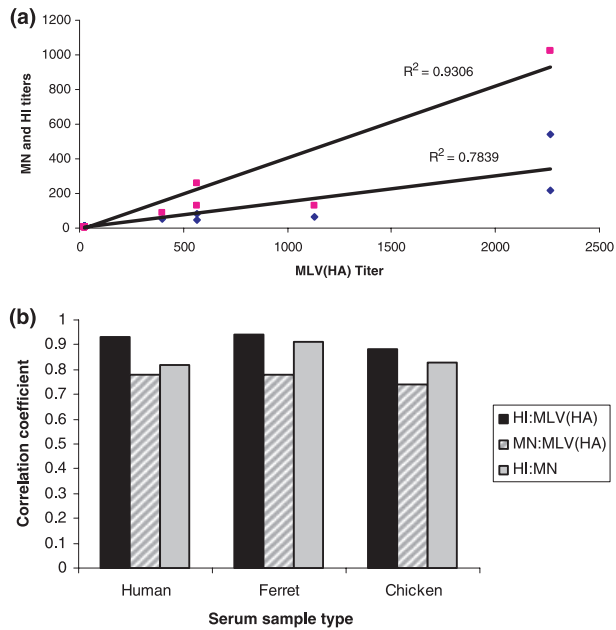 (a)
1200
1000
800
600
400
200
0
MN and HI titers
R² = 0.9306
R² = 0.7839
0 500 1000 1500 2000 2500
MLV(HA) Titer
(b)
1
0.9
0.8
0.7
0.6
0.5
0.4
0.3
0.2
0.1
0
Correlation coefficient
HI:MLV(HA)
MN:MLV(HA)
HI:MN
Human Ferret Chicken
Serum sample type